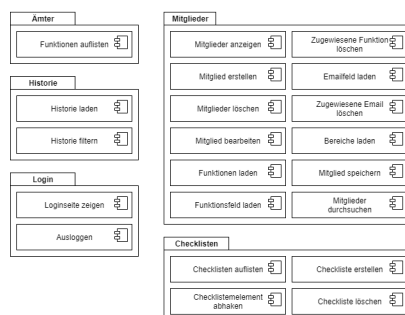 Ämter
Funktionen auflisten
Historie
Historie laden
Historie filtern
Login
Loginseite zeigen
Ausloggen
Mitglieder
Mitglieder anzeigen
Zugewiesene Funktion
löschen
Mitglied erstellen
Emailfeld laden
Mitglieder löschen
Zugewiesene Email
löschen
Mitglied bearbeiten
Bereiche laden
Funktionen laden
Mitglied speichern
Funktionsfeld laden
Mitglieder
durchsuchen
Checklisten
Checklisten auflisten
Checkliste erstellen
Checklistemelement
abhaken
Checkliste löschen